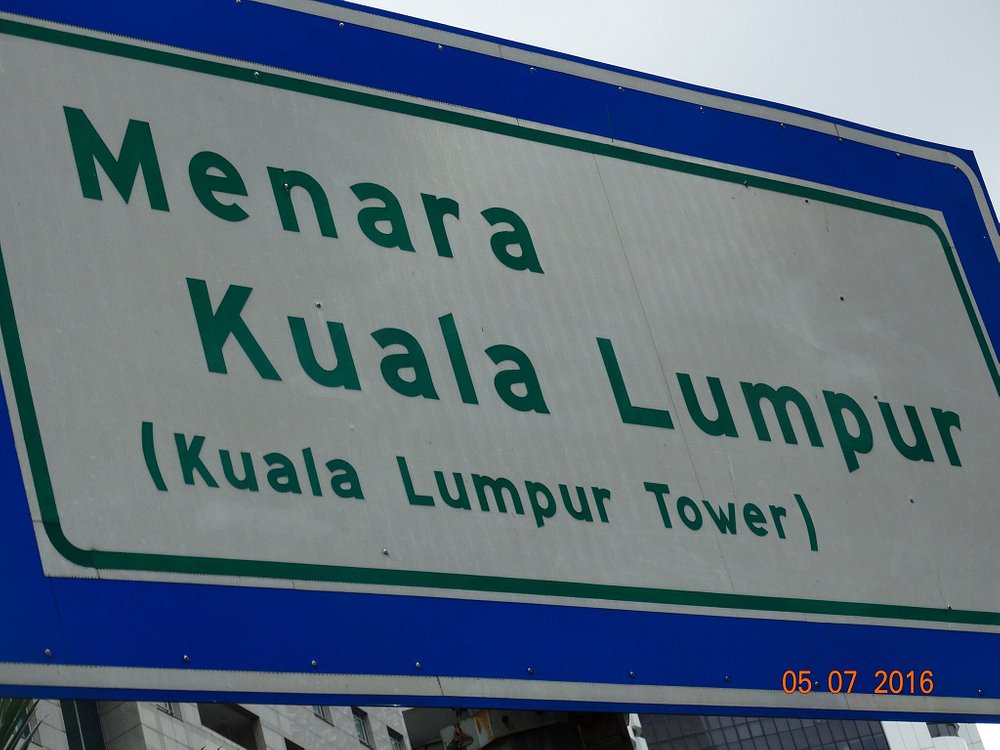 Menara
Kuala Lumpur
(Kuala Lumpur Tower)
05 07 2016